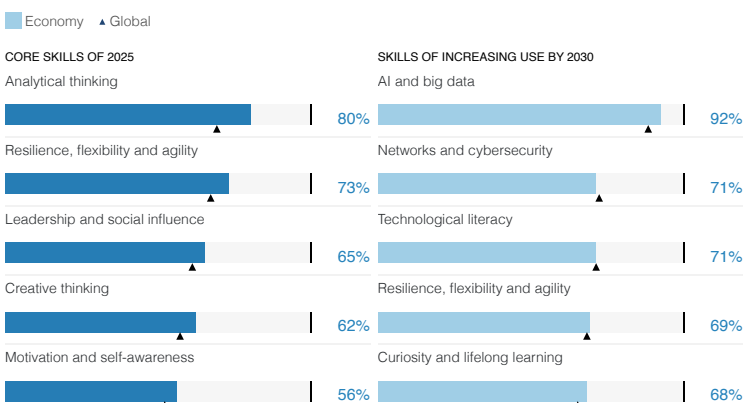 Economy Global
CORE SKILLS OF 2025
Analytical thinking
80%
Resilience, flexibility and agility
73%
Leadership and social influence
65%
Creative thinking
62%
Motivation and self-awareness
56%
SKILLS OF INCREASING USE BY 2030
AI and big data
92%
Networks and cybersecurity
71%
Technological literacy
71%
Resilience, flexibility and agility
69%
Curiosity and lifelong learning
68%